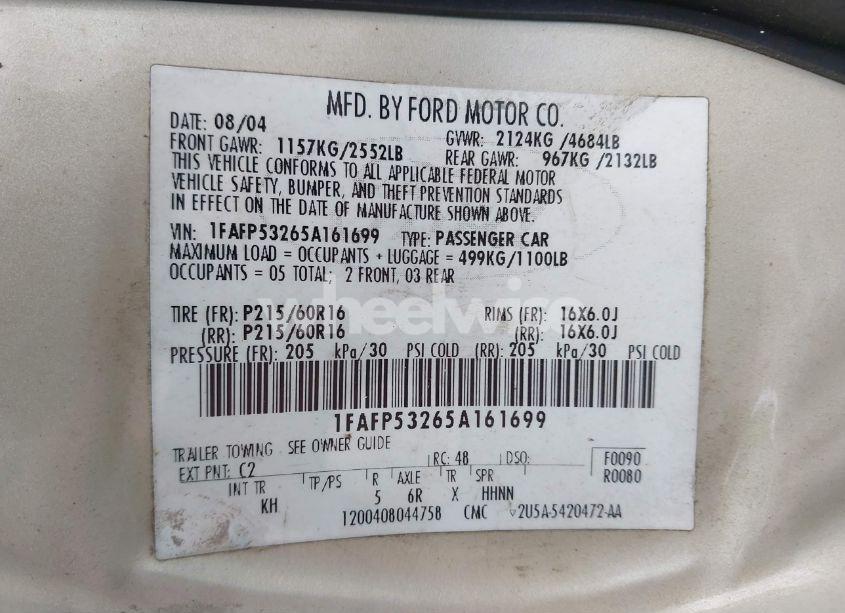 MFD. BY FORD MOTOR CO.
DATE: 08/04 GVWR: 2124KG /4684LB
FRONT GAWR: 1157KG/2552LB REAR GAWR: 967KG /2132LB
THIS VEHICLE CONFORMS TO ALL APPLICABLE FEDERAL MOTOR
VEHICLE SAFETY, BUMPER, AND THEFT PREVENTION STANDARDS
IN EFFECT ON THE DATE OF MANUFACTURE SHOWN ABOVE.
VIN: 1FAFP53265A161699 TYPE: PASSENGER CAR
MAXIMUM LOAD = OCCUPANTS + LUGGAGE = 499KG/1100LB
OCCUPANTS = 05 TOTAL; 2 FRONT, 03 REAR
wheelwise
TIRE (FR): P215/60R16 RIMS (FR): 16X6.0J
(RR): P215/60R16 (RR): 16X6.0J
PRESSURE (FR): 205 kPa/30 PSI COLD (RR): 205 kPa/30 PSI COLD
1FAFP53265A161699
TRAILER TOWING - SEE OWNER GUIDE
EXT PNT: C2 RC: 48 DSO: F0090
INT TR TP/PS R AXLE TR SPR R0080
KH 5 6R X HHNN
1200408044758 CMC 2U5A-5420472-AA